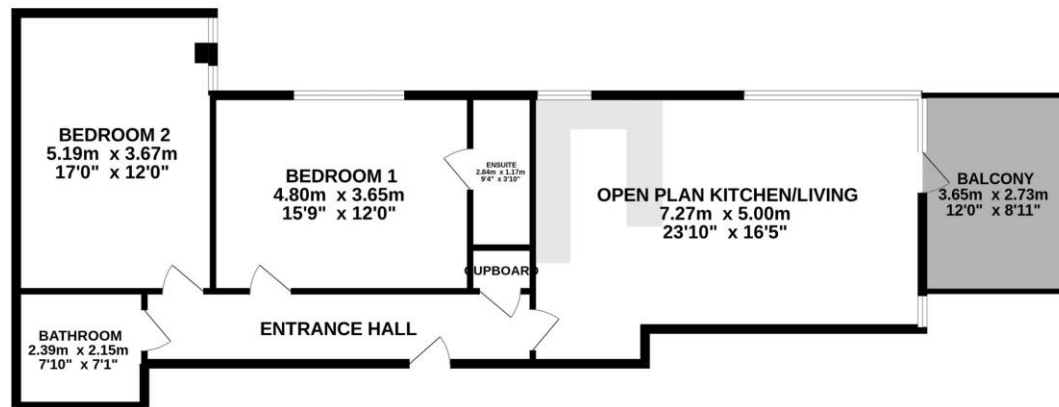 BEDROOM 2
5.19m x 3.67m
17'0" x 12'0"
BEDROOM 1
4.80m x 3.65m
15'9" x 12'0"
ENSUITE
2.84m x 1.17m
9'4" x 3'10"
OPEN PLAN KITCHEN/LIVING
7.27m x 5.00m
23'10" x 16'5"
BALCONY
3.65m x 2.73m
12'0" x 8'11"
CUPBOARD
BATHROOM
2.39m x 2.15m
7'10" x 7'1"
ENTRANCE HALL